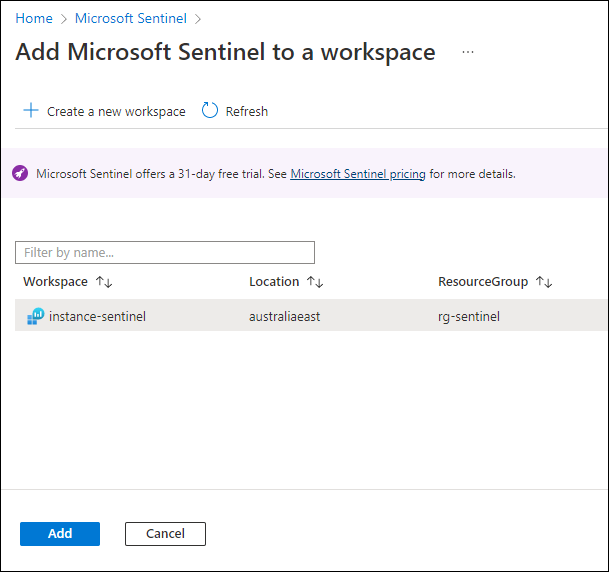 Home > Microsoft Sentinel >
Add Microsoft Sentinel to a workspace ...
+ Create a new workspace Refresh
Microsoft Sentinel offers a 31-day free trial. See Microsoft Sentinel pricing for more details.
Filter by name...
Workspace ↑↓ Location ↑↓ ResourceGroup ↑↓
instance-sentinel australiaeast rg-sentinel
Add Cancel